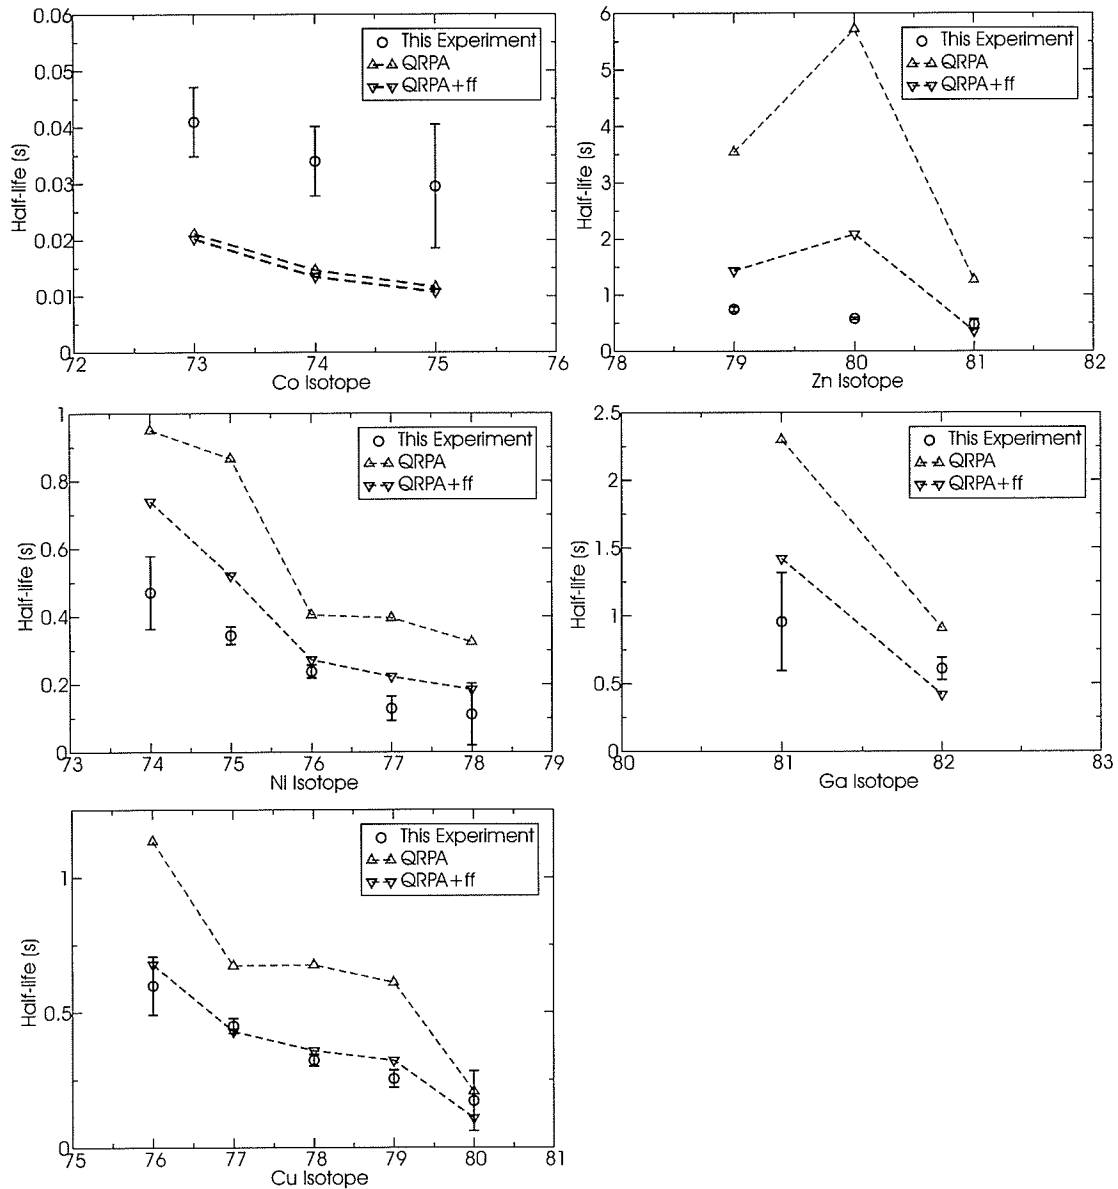 0.06
0.05
0.04
0.03
0.02
0.01
0
Half-life (s)
This Experiment
QRPA
QRPA+ff
72 73 74 75 76
Co Isotope
6
5
4
3
2
1
0
Half-life (s)
This Experiment
QRPA
QRPA+ff
78 79 80 81 82
Zn Isotope
1
0.8
0.6
0.4
0.2
0
Half-life (s)
This Experiment
QRPA
QRPA+ff
73 74 75 76 77 78 79
Ni Isotope
2.5
2
1.5
1
0.5
0
Half-life (s)
This Experiment
QRPA
QRPA+ff
80 81 82 83
Ga Isotope
1
0.5
0
Half-life (s)
This Experiment
QRPA
QRPA+ff
75 76 77 78 79 80 81
Cu Isotope